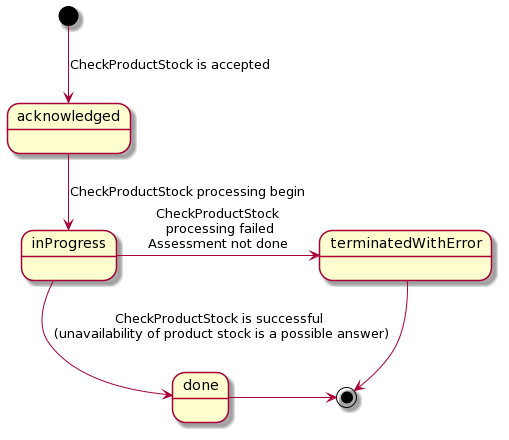 CheckProductStock is accepted
acknowledged
CheckProductStock processing begin
CheckProductStock
processing failed
Assessment not done
inProgress
terminatedWithError
CheckProductStock is successful
(unavailability of product stock is a possible answer)
done